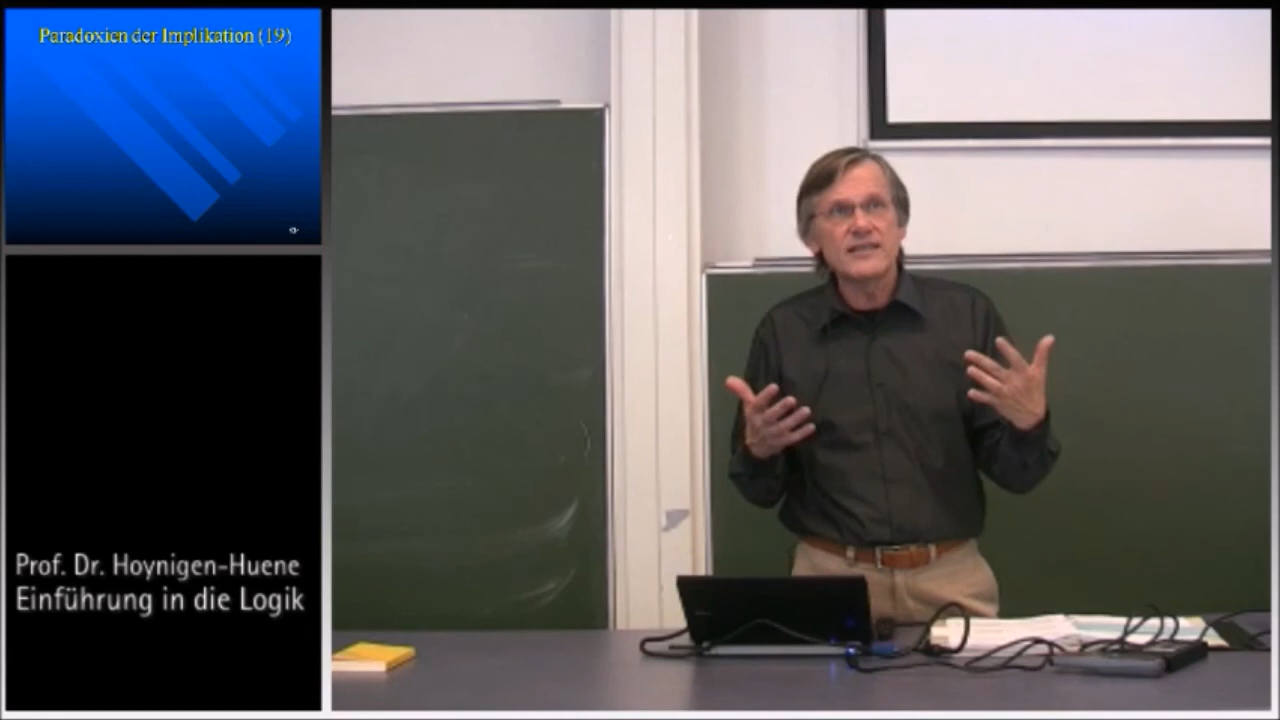 Paradoxien der Implikation (19)
Prof. Dr. Hoynigen-Huene
Einführung in die Logik